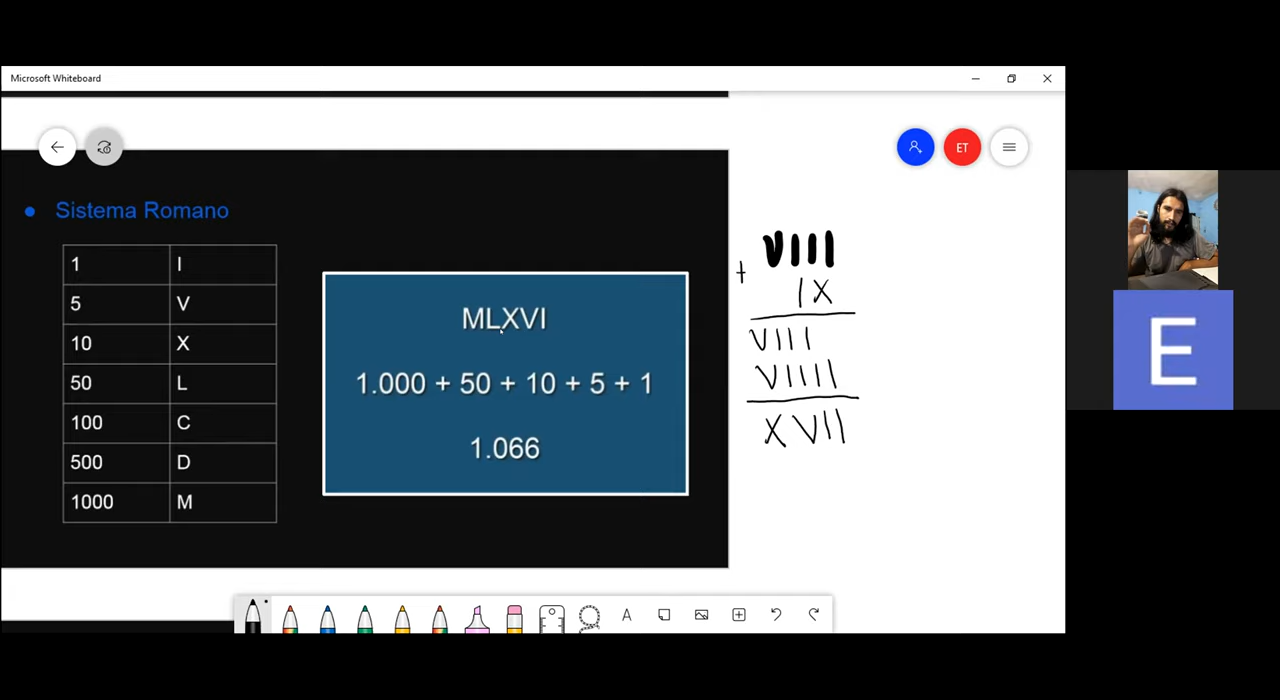 Microsoft Whiteboard
ET
Sistema Romano
1 I
5 V
10 X
50 L
100 C
500 D
1000 M
MLXVI
1.000 + 50 + 10 + 5 + 1
1.066
VIII
+ IX
VIII
VIIII
XVII
E
A